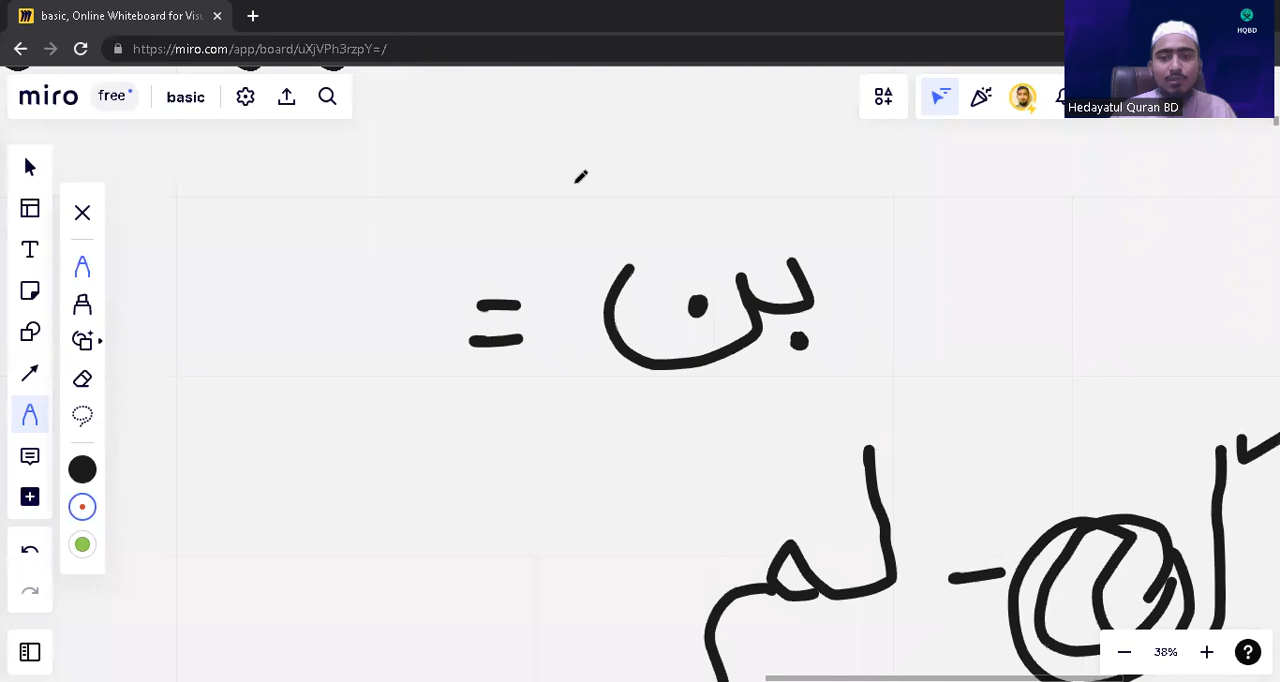 basic, Online Whiteboard for Visu
https://miro.com/app/board/uXjVPh3rzpY=/
HQBD
miro free basic
Hedayatul Quran BD
بن =
لم -
38%